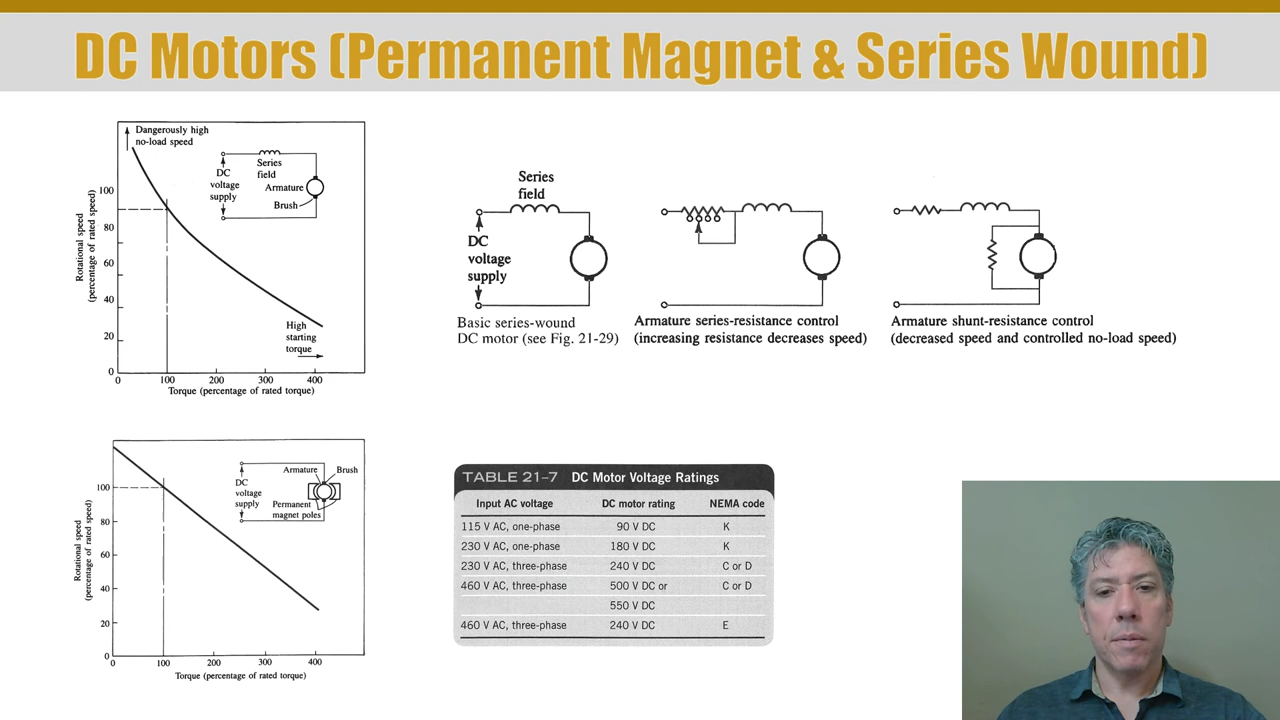 DC Motors (Permanent Magnet & Series Wound)
Dangerously high
no-load speed
DC
voltage
supply
Series
field
Armature
Brush
Rotational speed
(percentage of rated speed)
100
80
60
40
20
0
High
starting
torque
0 100 200 300 400
Torque (percentage of rated torque)
Series
field
DC
voltage
supply
Basic series-wound
DC motor (see Fig. 21-29)
Armature series-resistance control
(increasing resistance decreases speed)
Armature shunt-resistance control
(decreased speed and controlled no-load speed)
Armature
Brush
DC
voltage
supply
Permanent
magnet poles
Rotational speed
(percentage of rated speed)
100
80
60
40
20
0
0 100 200 300 400
Torque (percentage of rated torque)
TABLE 21–7 DC Motor Voltage Ratings
Input AC voltage DC motor rating NEMA code
115 V AC, one-phase 90 V DC K
230 V AC, one-phase 180 V DC K
230 V AC, three-phase 240 V DC C or D
460 V AC, three-phase 500 V DC or C or D
550 V DC
460 V AC, three-phase 240 V DC E